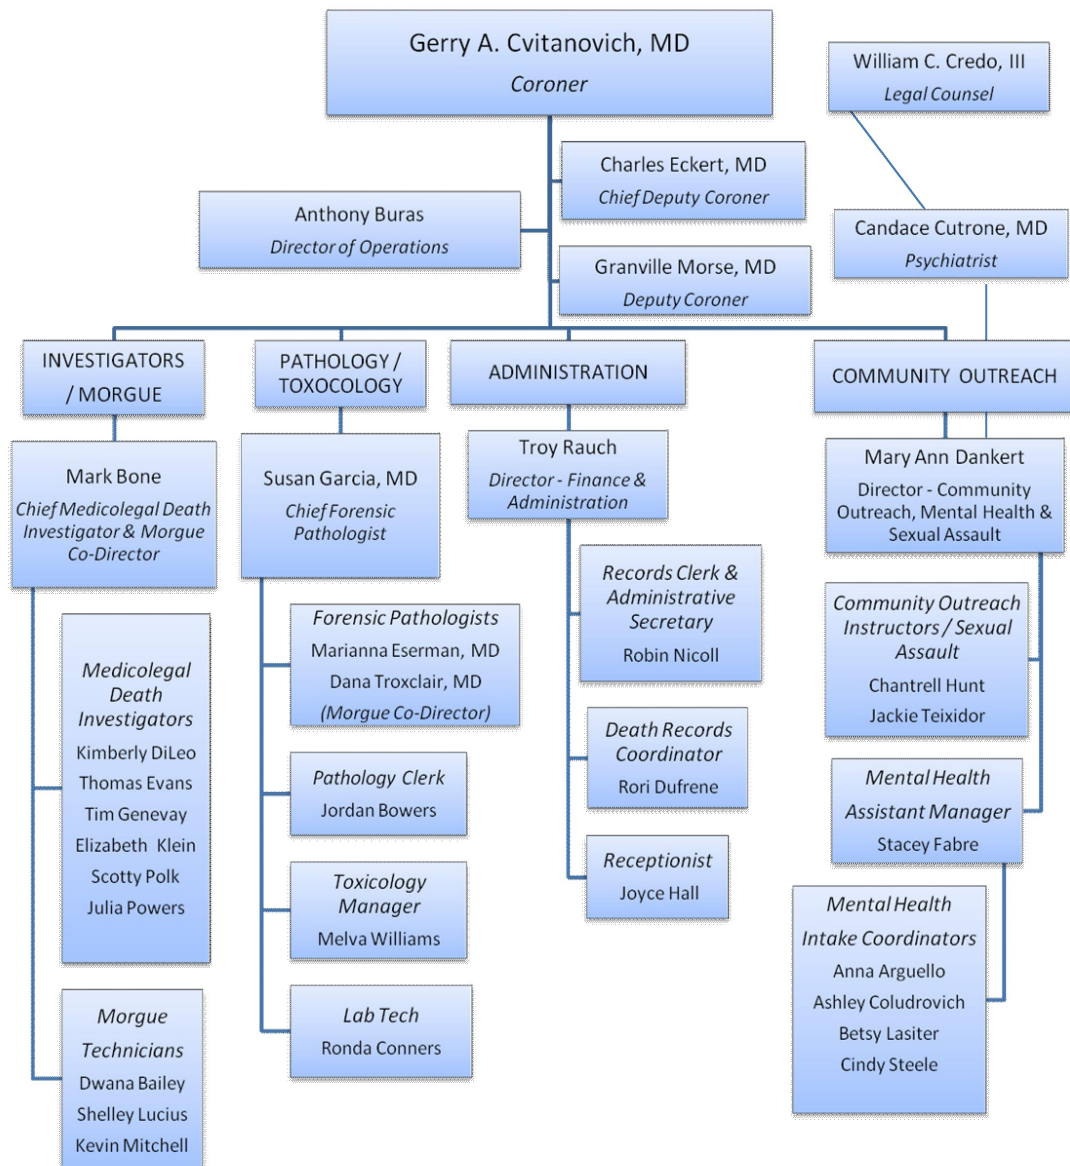 Gerry A. Cvitanovich, MD
Coroner
William C. Credo, III
Legal Counsel
Charles Eckert, MD
Chief Deputy Coroner
Anthony Buras
Director of Operations
Candace Cutrone, MD
Psychiatrist
Granville Morse, MD
Deputy Coroner
INVESTIGATORS
/ MORGUE
PATHOLOGY /
TOXOCOLOGY
ADMINISTRATION
COMMUNITY OUTREACH
Mark Bone
Chief Medicolegal Death
Investigator & Morgue
Co-Director
Medicolegal
Death
Investigators
Kimberly DiLeo
Thomas Evans
Tim Genevay
Elizabeth Klein
Scotty Polk
Julia Powers
Morgue
Technicians
Dwana Bailey
Shelley Lucius
Kevin Mitchell
Susan Garcia, MD
Chief Forensic
Pathologist
Forensic Pathologists
Marianna Eserman, MD
Dana Troxclair, MD
(Morgue Co-Director)
Pathology Clerk
Jordan Bowers
Toxicology
Manager
Melva Williams
Lab Tech
Ronda Conners
Troy Rauch
Director - Finance &
Administration
Records Clerk &
Administrative
Secretary
Robin Nicoll
Death Records
Coordinator
Rori Dufrene
Receptionist
Joyce Hall
Mary Ann Dankert
Director - Community
Outreach, Mental Health &
Sexual Assault
Community Outreach
Instructors / Sexual
Assault
Chantrell Hunt
Jackie Teixidor
Mental Health
Assistant Manager
Stacey Fabre
Mental Health
Intake Coordinators
Anna Arguello
Ashley Coludrovich
Betsy Lasiter
Cindy Steele